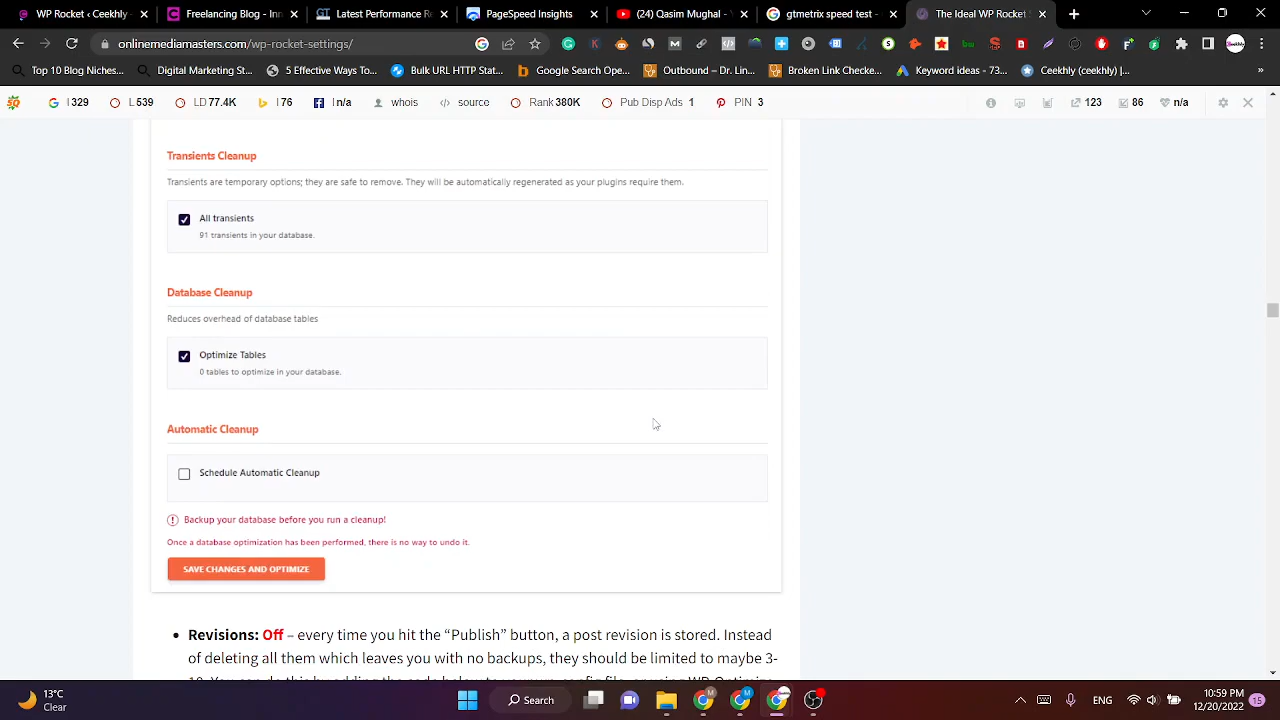 WP Rocket ‹ Ceekhly –
Freelancing Blog - Inn
Latest Performance Re
PageSpeed Insights
(24) Qasim Mughal - 
gtmetrix speed test -
The Ideal WP Rocket
onlinemediamasters.com/wp-rocket-settings/
Top 10 Blog Niches...
Digital Marketing St...
5 Effective Ways T...
Bulk URL HTTP Stat...
Google Search Ope...
Outbound – Dr. Lin...
Broken Link Checke...
Keyword ideas - 73...
Ceekhly (Ceekhly)...
»
SQ
I 329
L 539
LD 77.4K
I 76
I n/a
whois
source
Rank 380K
Pub Disp Ads 1
PIN 3
123
86
n/a
Transients Cleanup
Transients are temporary options; they are safe to remove. They will be automatically regenerated as your plugins require them.
All transients
91 transients in your database.
Database Cleanup
Reduces overhead of database tables
Optimize Tables
0 tables to optimize in your database.
Automatic Cleanup
Schedule Automatic Cleanup
Backup your database before you run a cleanup!
Once a database optimization has been performed, there is no way to undo it.
SAVE CHANGES AND OPTIMIZE
• Revisions: Off – every time you hit the “Publish” button, a post revision is stored. Instead
of deleting all them which leaves you with no backups, they should be limited to maybe 3-
13°C
Clear
Search
ENG
10:59 PM
12/20/2022
15